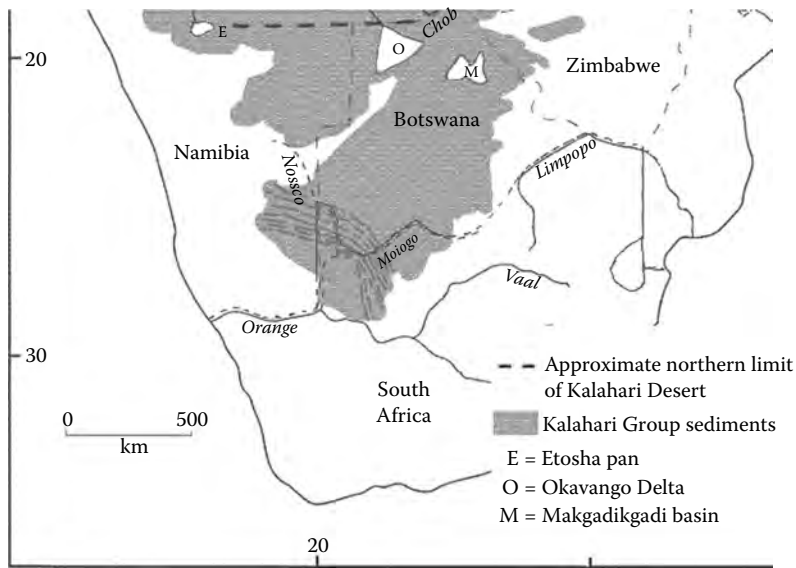 E
Chob
O
20
M
Zimbabwe
Botswana
Namibia
Nossco
Limpopo
Moiogo
Vaal
Orange
30
Approximate northern limit
of Kalahari Desert
South
Africa
0 500
km
Kalahari Group sediments
E = Etosha pan
O = Okavango Delta
M = Makgadikgadi basin
20